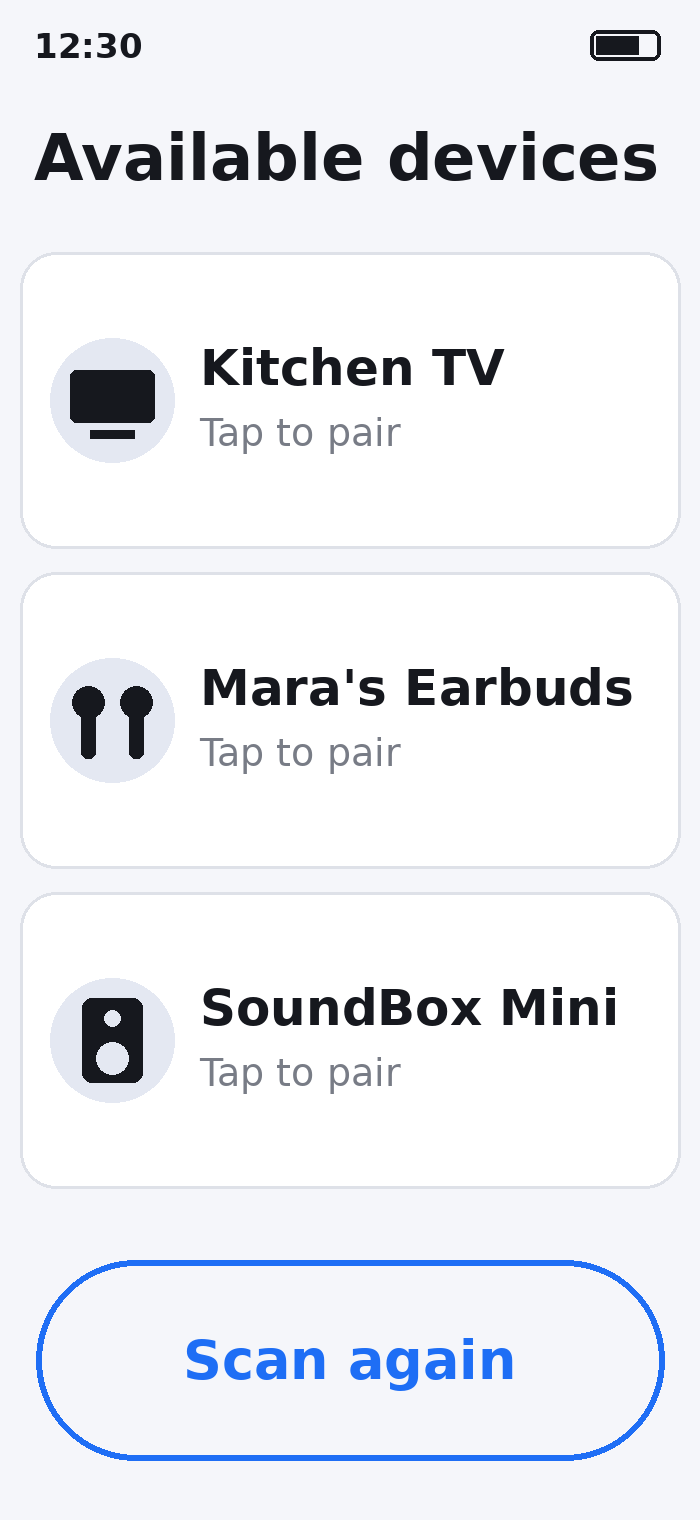 12:30
Available devices
Kitchen TV
Tap to pair
Mara's Earbuds
Tap to pair
SoundBox Mini
Tap to pair
Scan again